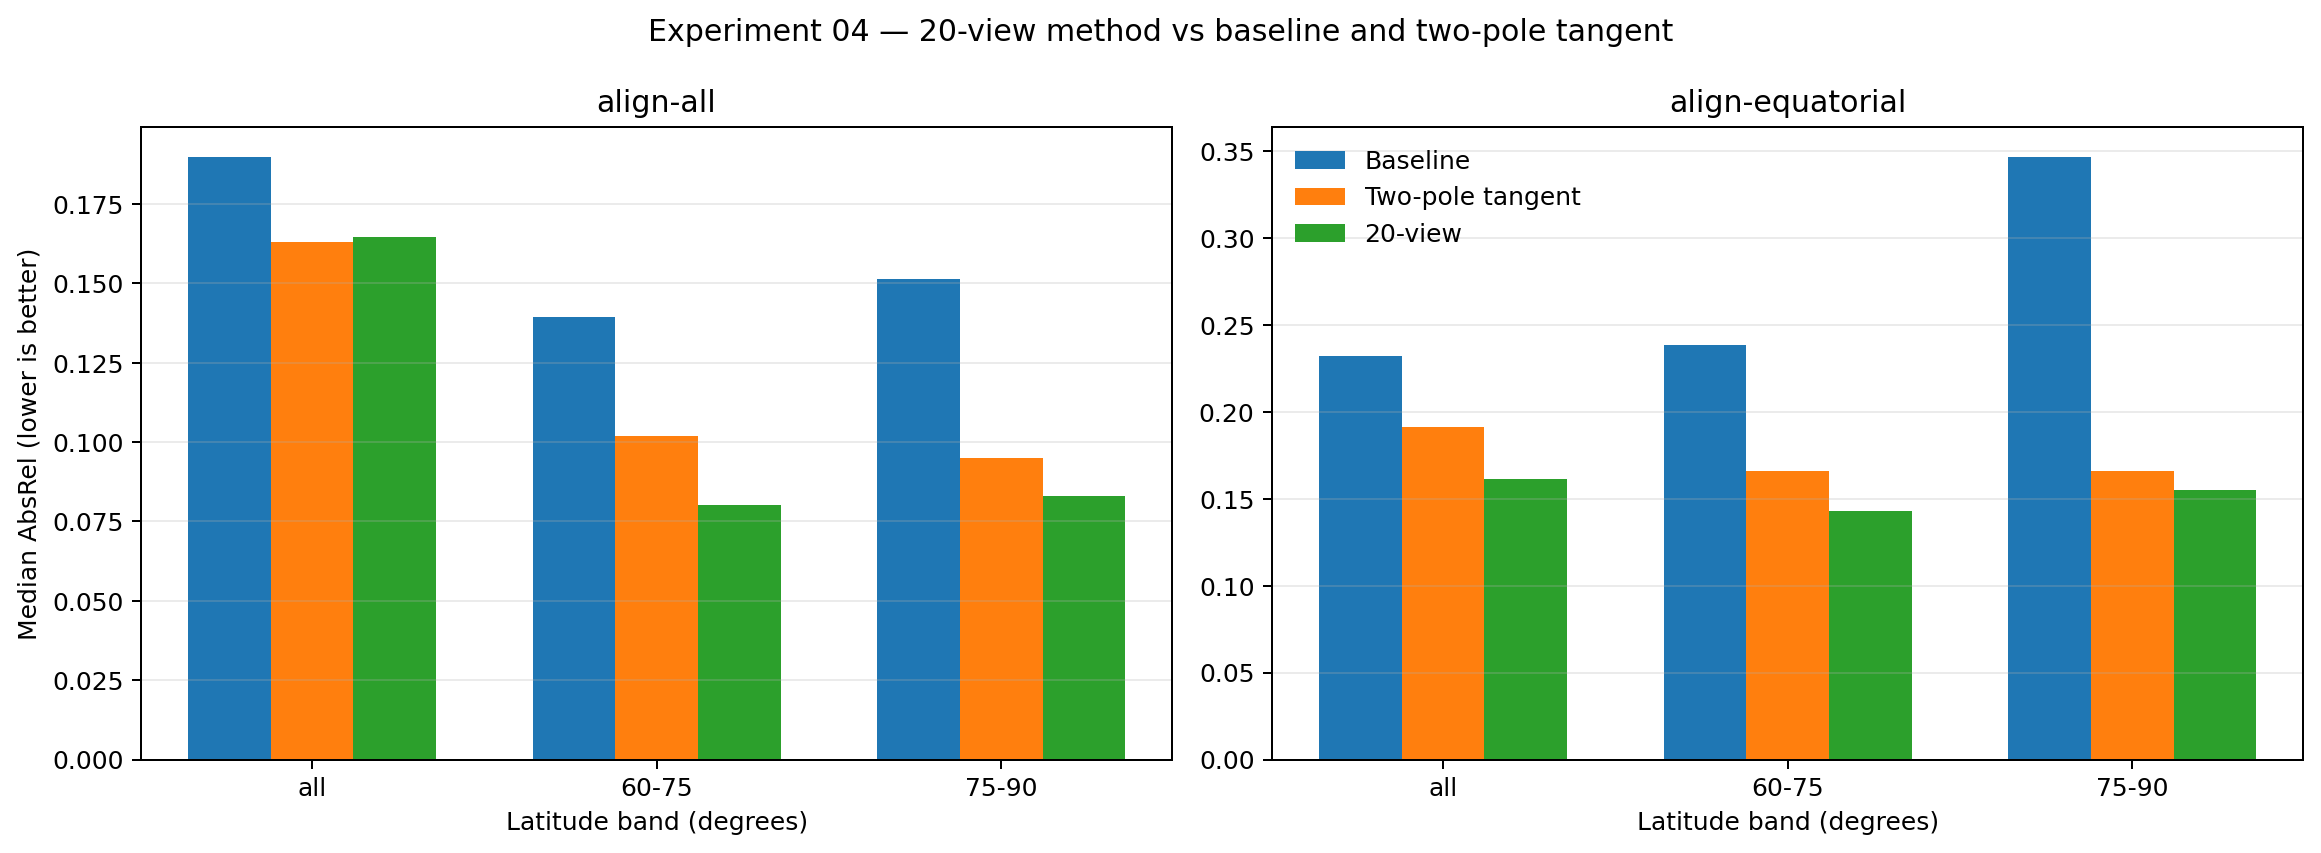 Experiment 04 — 20-view method vs baseline and two-pole tangent
align-all
Median AbsRel (lower is better)
0.175
0.150
0.125
0.100
0.075
0.050
0.025
0.000
all
60-75
75-90
Latitude band (degrees)
align-equatorial
Baseline
Two-pole tangent
20-view
0.35
0.30
0.25
0.20
0.15
0.10
0.05
0.00
all
60-75
75-90
Latitude band (degrees)